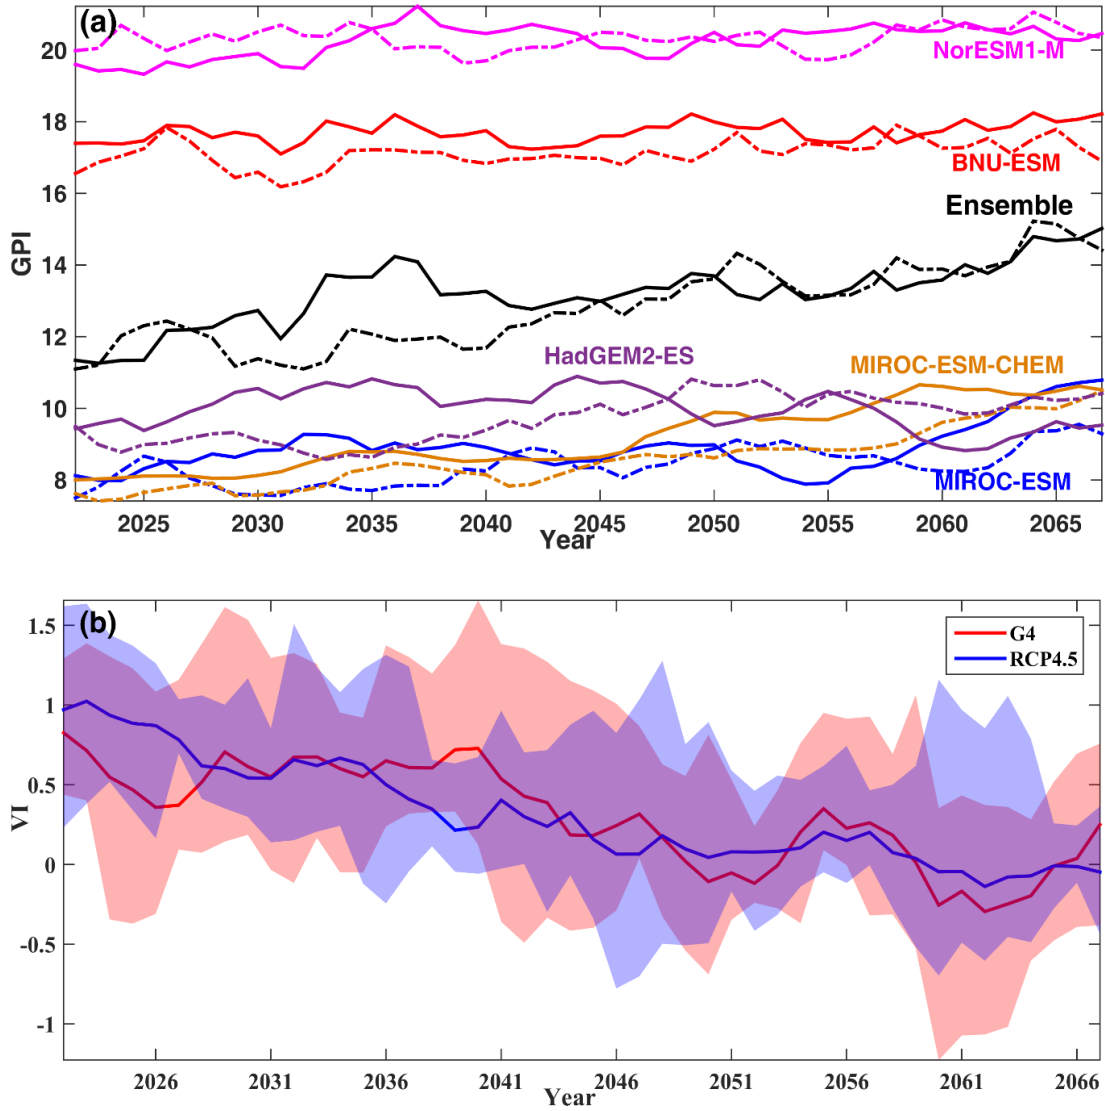 (a)
20
NorESM1-M
18
BNU-ESM
16
Ensemble
GPI
14
12
HadGEM2-ES
MIROC-ESM-CHEM
10
8
MIROC-ESM
2025 2030 2035 2040 2045 2050 2055 2060 2065
Year
(b)
1.5
G4
RCP4.5
1
0.5
VI
0
-0.5
-1
2026 2031 2036 2041 2046 2051 2056 2061 2066
Year